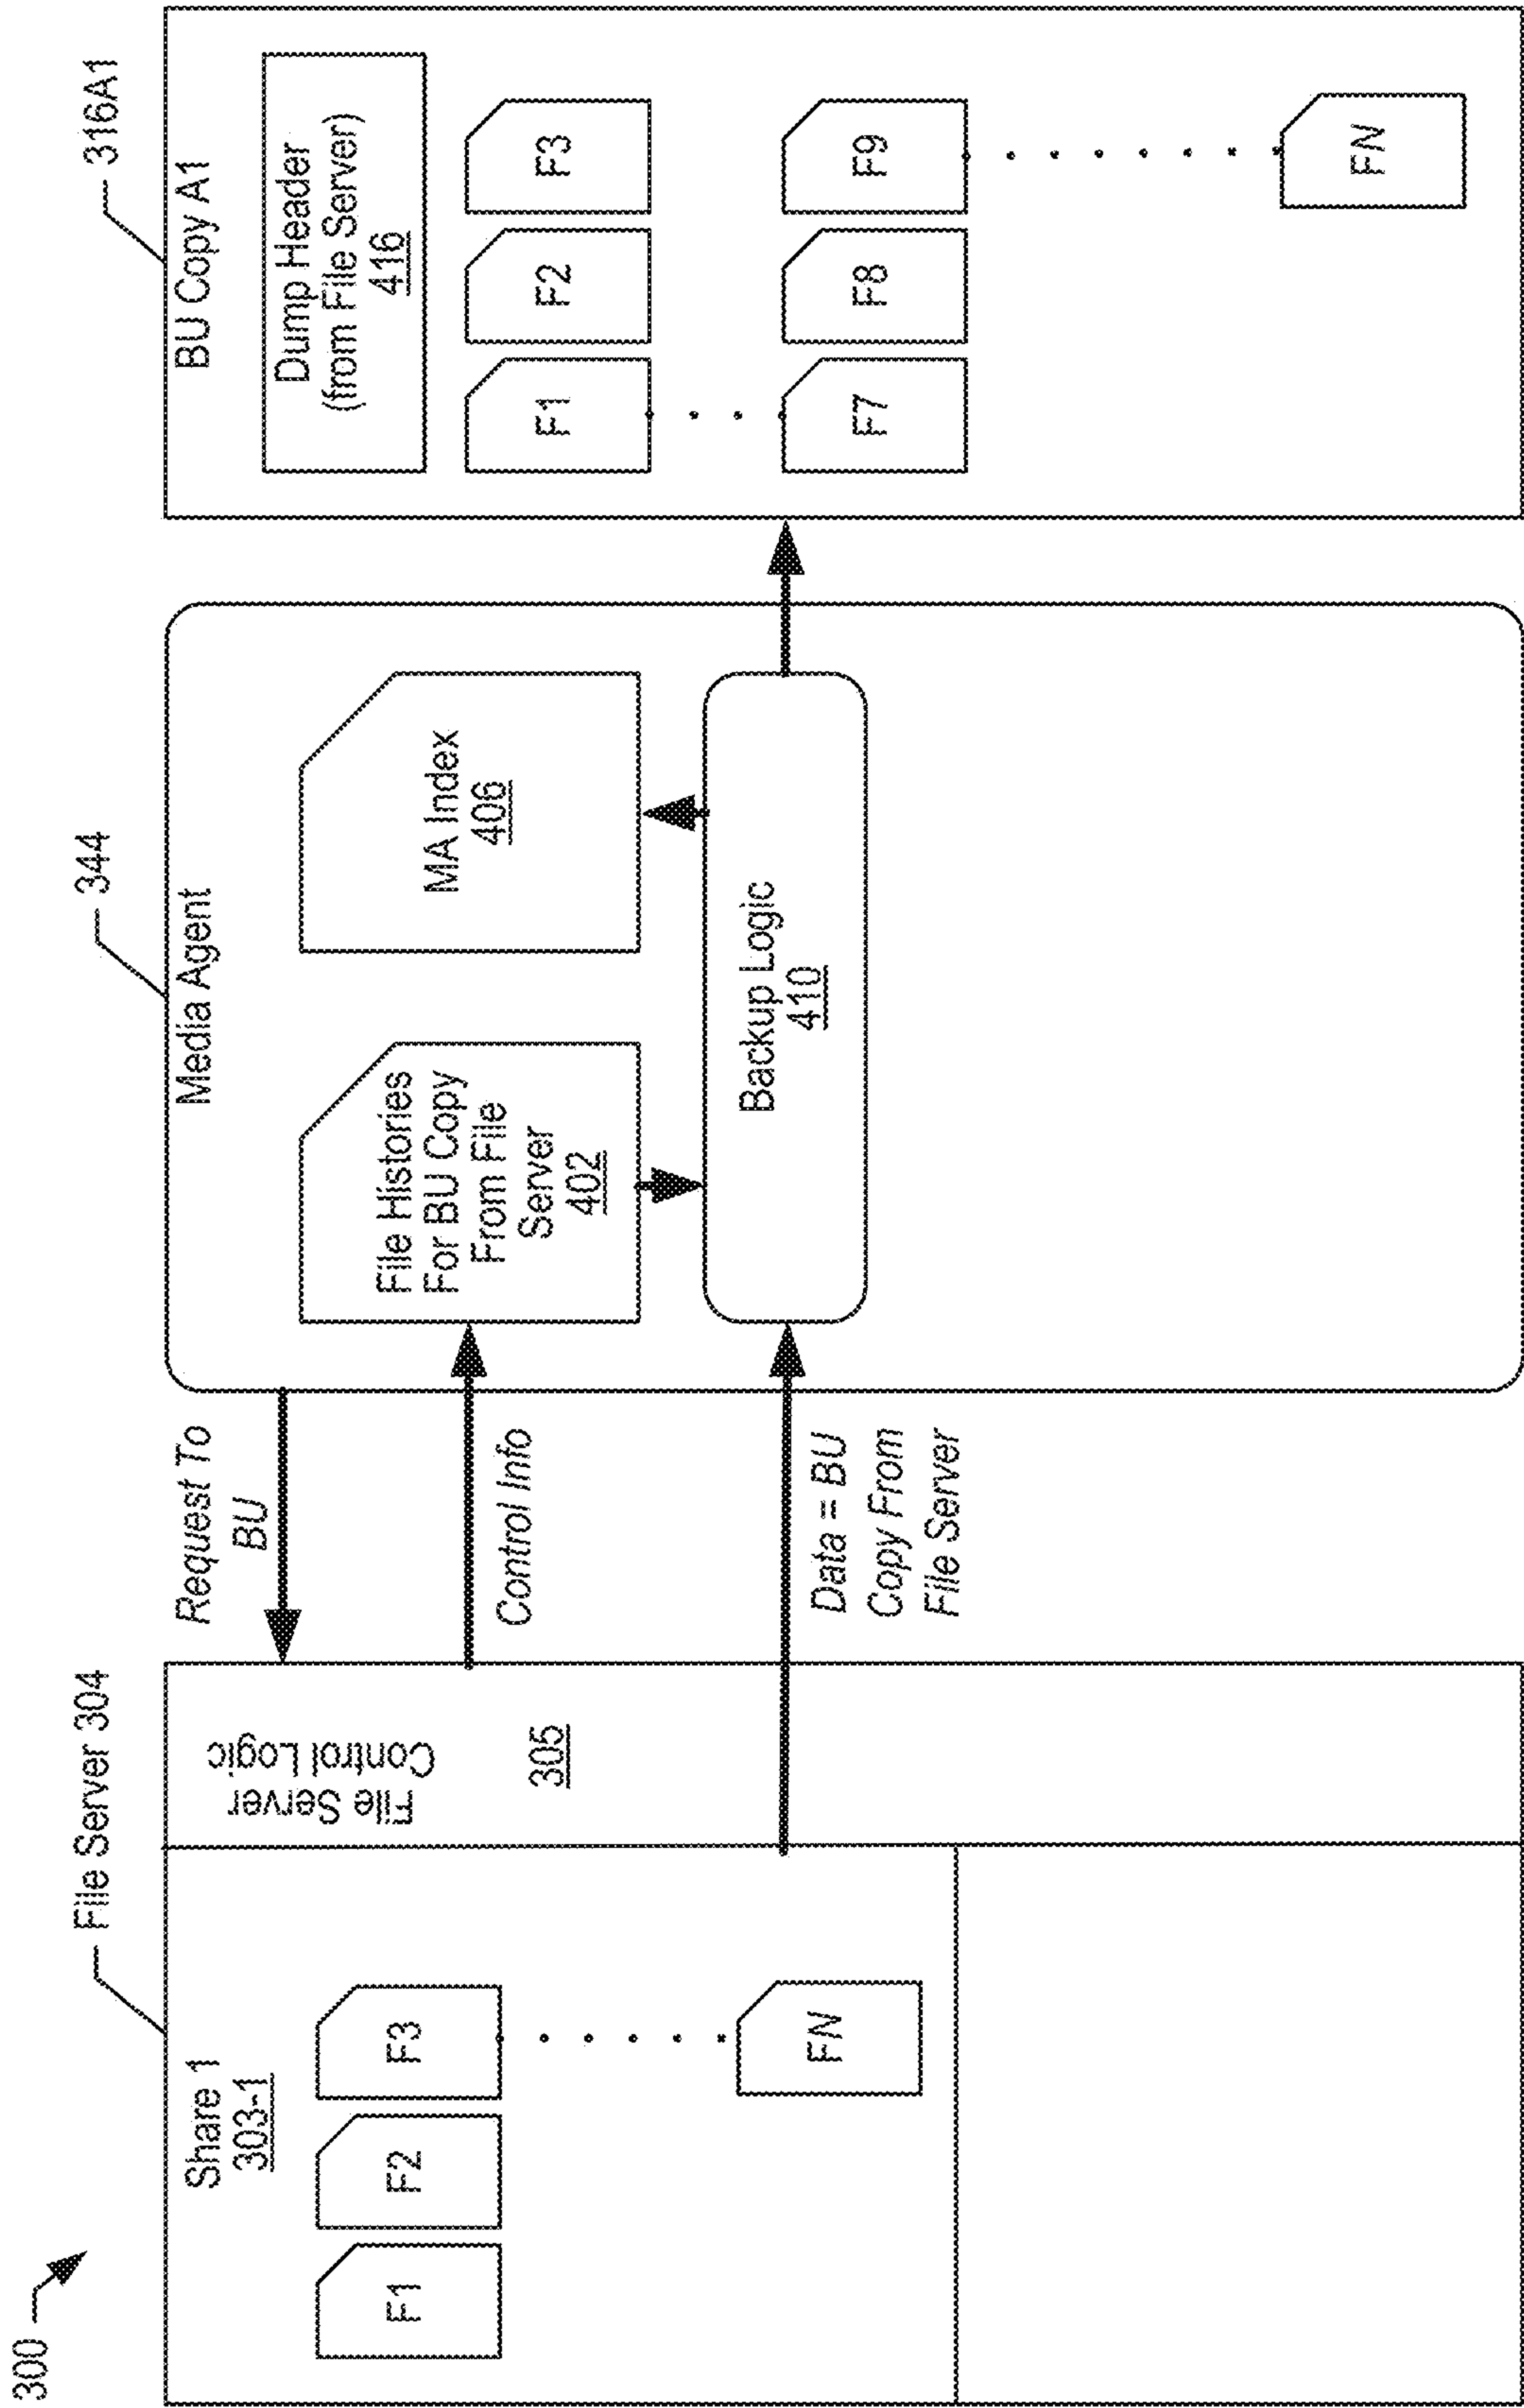 300
File Server 304
344
316A1
Share 1
303-1
F1
F2
F3
FN
File Server
Control Logic
305
Request To
BU
Control Info
Data = BU
Copy From
File Server
Media Agent
File Histories
For BU Copy
From File
Server
402
MA Index
406
Backup Logic
410
BU Copy A1
Dump Header
(from File Server)
416
F1
F2
F3
F7
F8
F9
FN